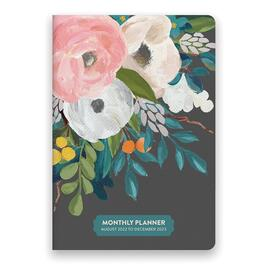 MONTHLY PLANNER
AUGUST 2022 TO DECEMBER 2023